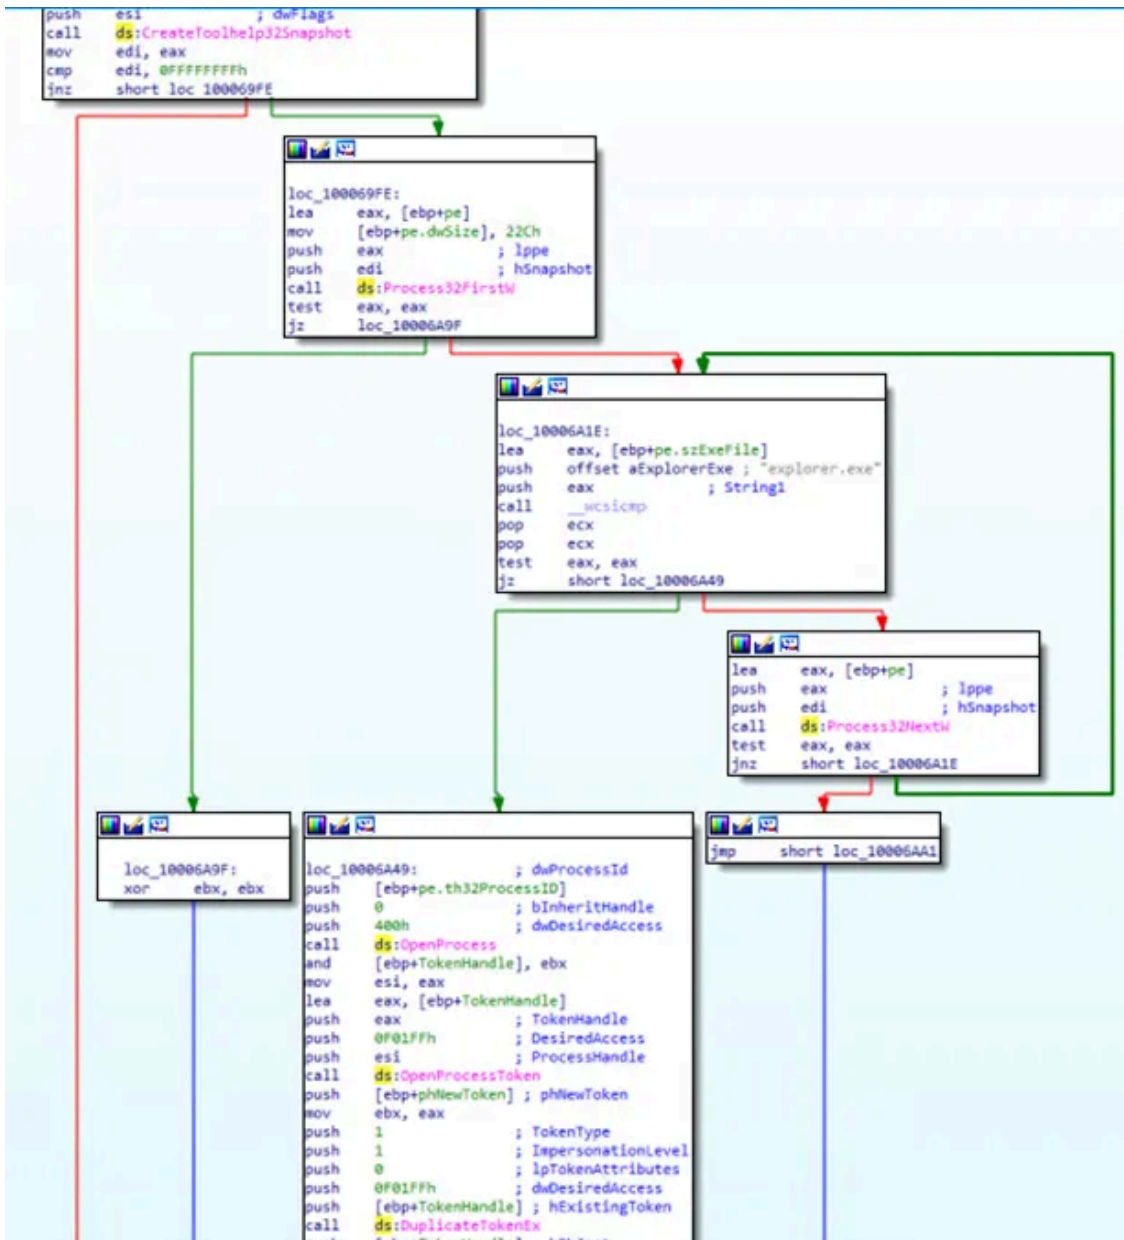 push esi ; dwFlags
call ds:CreateToolhelp32Snapshot
mov edi, eax
cmp edi, 0FFFFFFFFh
jnz short loc_100069FE
loc_100069FE:
lea eax, [ebp+pe]
mov [ebp+pe.dwSize], 22Ch
push eax ; lppe
push edi ; hSnapshot
call ds:Process32FirstW
test eax, eax
jz loc_10006A9F
loc_10006A1E:
lea eax, [ebp+pe.szExeFile]
push offset aExplorerExe ; "explorer.exe"
push eax ; String1
call __wcsicmp
pop ecx
pop ecx
test eax, eax
jz short loc_10006A49
lea eax, [ebp+pe]
push eax ; lppe
push edi ; hSnapshot
call ds:Process32NextW
test eax, eax
jnz short loc_10006A1E
loc_10006A9F:
xor ebx, ebx
loc_10006A49: ; dwProcessId
push [ebp+pe.th32ProcessID]
push 0 ; bInheritHandle
push 400h ; dwDesiredAccess
call ds:OpenProcess
and [ebp+TokenHandle], ebx
mov esi, eax
lea eax, [ebp+TokenHandle]
push eax ; TokenHandle
push 0F01FFh ; DesiredAccess
push esi ; ProcessHandle
call ds:OpenProcessToken
push [ebp+phNewToken] ; phNewToken
mov ebx, eax
push 1 ; TokenType
push 1 ; ImpersonationLevel
push 0 ; lpTokenAttributes
push 0F01FFh ; dwDesiredAccess
push [ebp+TokenHandle] ; hExistingToken
call ds:DuplicateTokenEx
jmp short loc_10006AA1